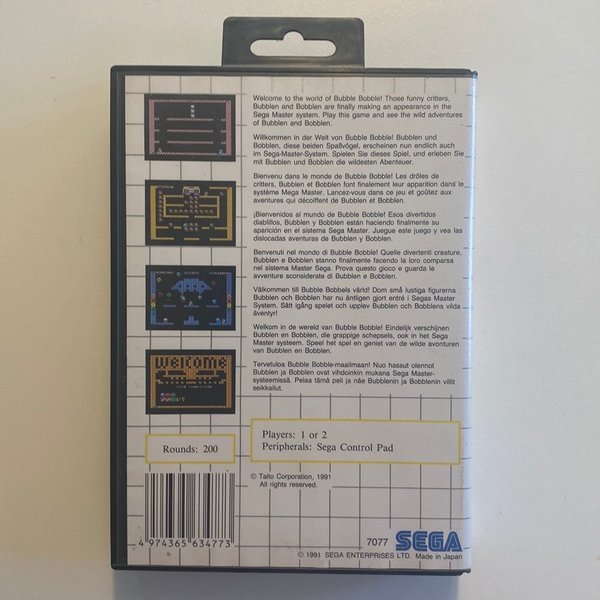 Welcome to the world of Bubble Bobble! Those funny critters,
Bubblen and Bobblen are finally making an appearance in the
Sega Master system. Play this game and see the wild adventures
of Bubblen and Bobblen.
Willkommen in der Welt von Bubble Bobble! Bubblen und
Bobblen, diese beiden Spaßvögel, erscheinen nun endlich auch
im Sega-Master-System. Spielen Sie dieses Spiel, und erleben Sie
mit Bubblen und Bobblen die wildesten Abenteuer.
Bienvenu dans le monde de Bubble Bobble! Les drôles de
critters, Bubblen et Bobblen font finalement leur apparition dans le
système Mega Master. Lancez-vous dans ce jeu et goûtez aux
aventures qui décoiffent de Bubblen et Bobblen.
¡Bienvenidos al mundo de Bubble Bobble! Esos divertidos
diablillos, Bubblen y Bobblen están haciendo finalmente su
aparición en el sistema Sega Master. Juegue este juego y vea las
dislocadas aventuras de Bubblen y Bobblen.
Benvenuti nel mondo di Bubble Bobble! Quelle divertenti creature,
Bubblen e Bobblen stanno finalmente facendo la loro comparsa
nel sistema Master Sega. Prova questo gioco e guarda le
avventure sconsiderate di Bubblen e Bobblen.
Välkommen till Bubble Bobbels värld! Dom små lustiga figurerna
Bubblen och Bobblen har nu äntligen gjort entré i Segas Master
System. Sätt igång spelet och upplev Bubblen och Bobblens vilda
äventyr!
Welkom in de wereld van Bubble Bobble! Eindelijk verschijnen
Bubblen en Bobblen, die grappige schepsels, ook in het Sega
Master systeem. Speel het spel en geniet van de wilde avonturen
van Bubblen en Bobblen.
Tervetuloa Bubble Bobble-maailmaan! Nuo hassut olennot
Bubblen ja Bobblen ovat vihdoinkin mukana Sega Master-
systeemissä. Pelaa tämä peli ja näe Bubblenin ja Bobblenin villit
seikkailut.
WELCOME
Rounds: 200
Players: 1 or 2
Peripherals: Sega Control Pad
© Taito Corporation, 1991
All rights reserved.
4 974365 634773
7077 SEGA
© 1991 SEGA ENTERPRISES LTD. Made in Japan